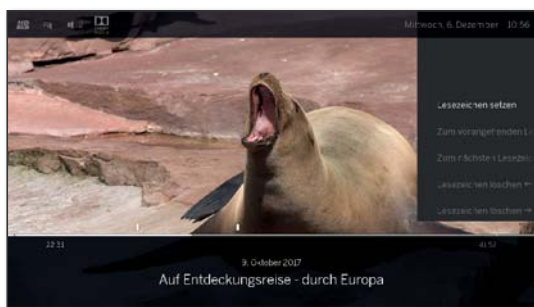 Mittwoch, 6. Dezember 10:56
Lesezeichen setzen
Zum vorangehenden
Zum nächsten
Lesezeichen löschen ←
Lesezeichen löschen →
22:31
41:52
9. Oktober 2017
Auf Entdeckungsreise - durch Europa